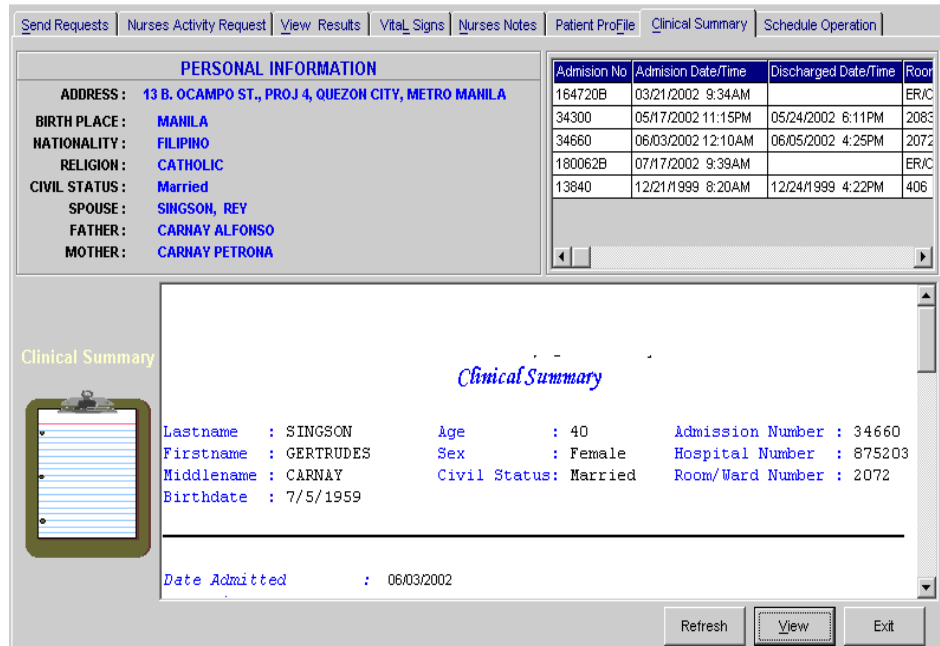 Send Requests Nurses Activity Request View Results VitaL Signs Nurses Notes Patient ProFile Clinical Summary Schedule Operation
PERSONAL INFORMATION
ADDRESS : 13 B. OCAMPO ST., PROJ 4, QUEZON CITY, METRO MANILA
BIRTH PLACE : MANILA
NATIONALITY : FILIPINO
RELIGION : CATHOLIC
CIVIL STATUS : Married
SPOUSE : SINGSON, REY
FATHER : CARNAY ALFONSO
MOTHER : CARNAY PETRONA
Admision No Admision Date/Time Discharged Date/Time Roor
164720B 03/21/2002 9:34AM ER/C
34300 05/17/2002 11:15PM 05/24/2002 6:11PM 2083
34660 06/03/2002 12:10AM 06/05/2002 4:25PM 2072
180062B 07/17/2002 9:39AM ER/C
13840 12/21/1999 8:20AM 12/24/1999 4:22PM 406
Clinical Summary
Clinical Summary
Lastname : SINGSON Age : 40 Admission Number : 34660
Firstname : GERTRUDES Sex : Female Hospital Number : 875203
Middlename : CARNAY Civil Status: Married Room/Ward Number : 2072
Birthdate : 7/5/1959
Date Admitted : 06/03/2002
Refresh View Exit